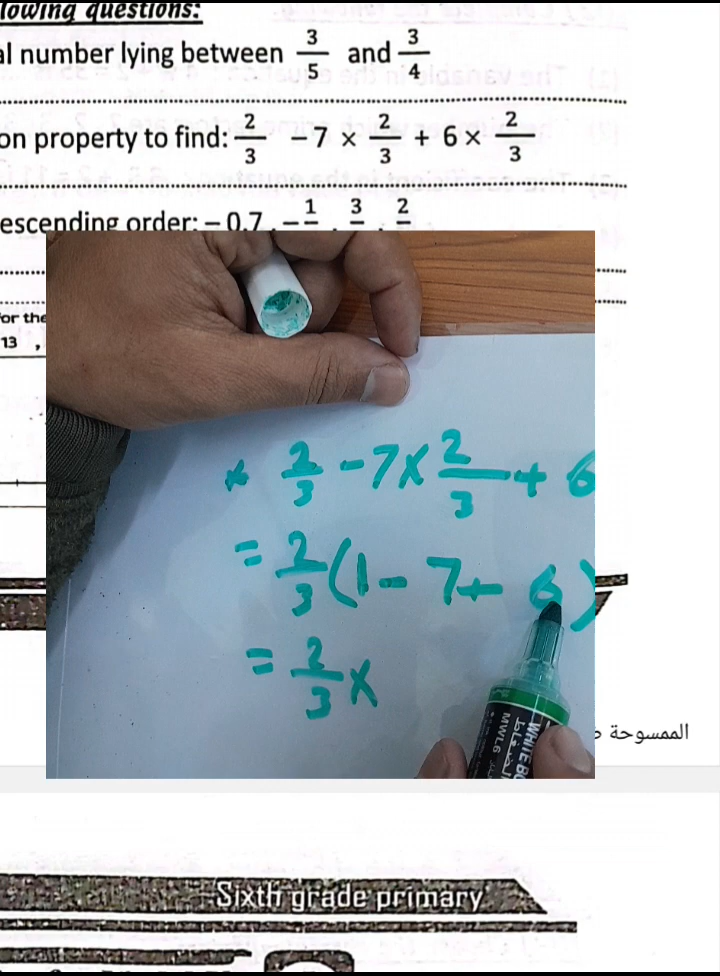 lowing questions:
al number lying between 3/5 and 3/4
on property to find: 2/3 - 7 × 2/3 + 6 × 2/3
escending order: - 0.7 , - 1 , 3 , 2
or the
13 ,
× 2/3 - 7 × 2/3 + 6
= 2/3 (1 - 7 + 6)
= 2/3 ×
WHITE BO
MWL6
الممسوحة ض
Sixth grade primary